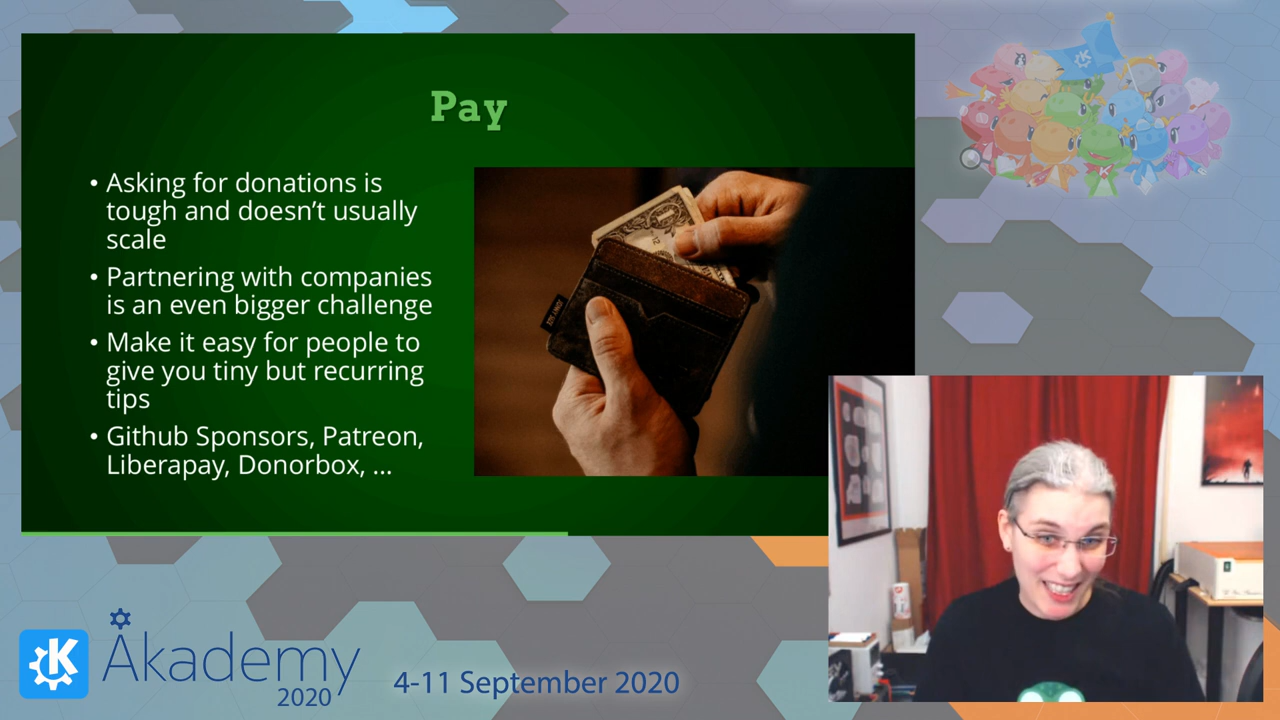 Pay
• Asking for donations is
tough and doesn’t usually
scale
• Partnering with companies
is an even bigger challenge
• Make it easy for people to
give you tiny but recurring
tips
• Github Sponsors, Patreon,
Liberapay, Donorbox, ...
Akademy
2020
4-11 September 2020